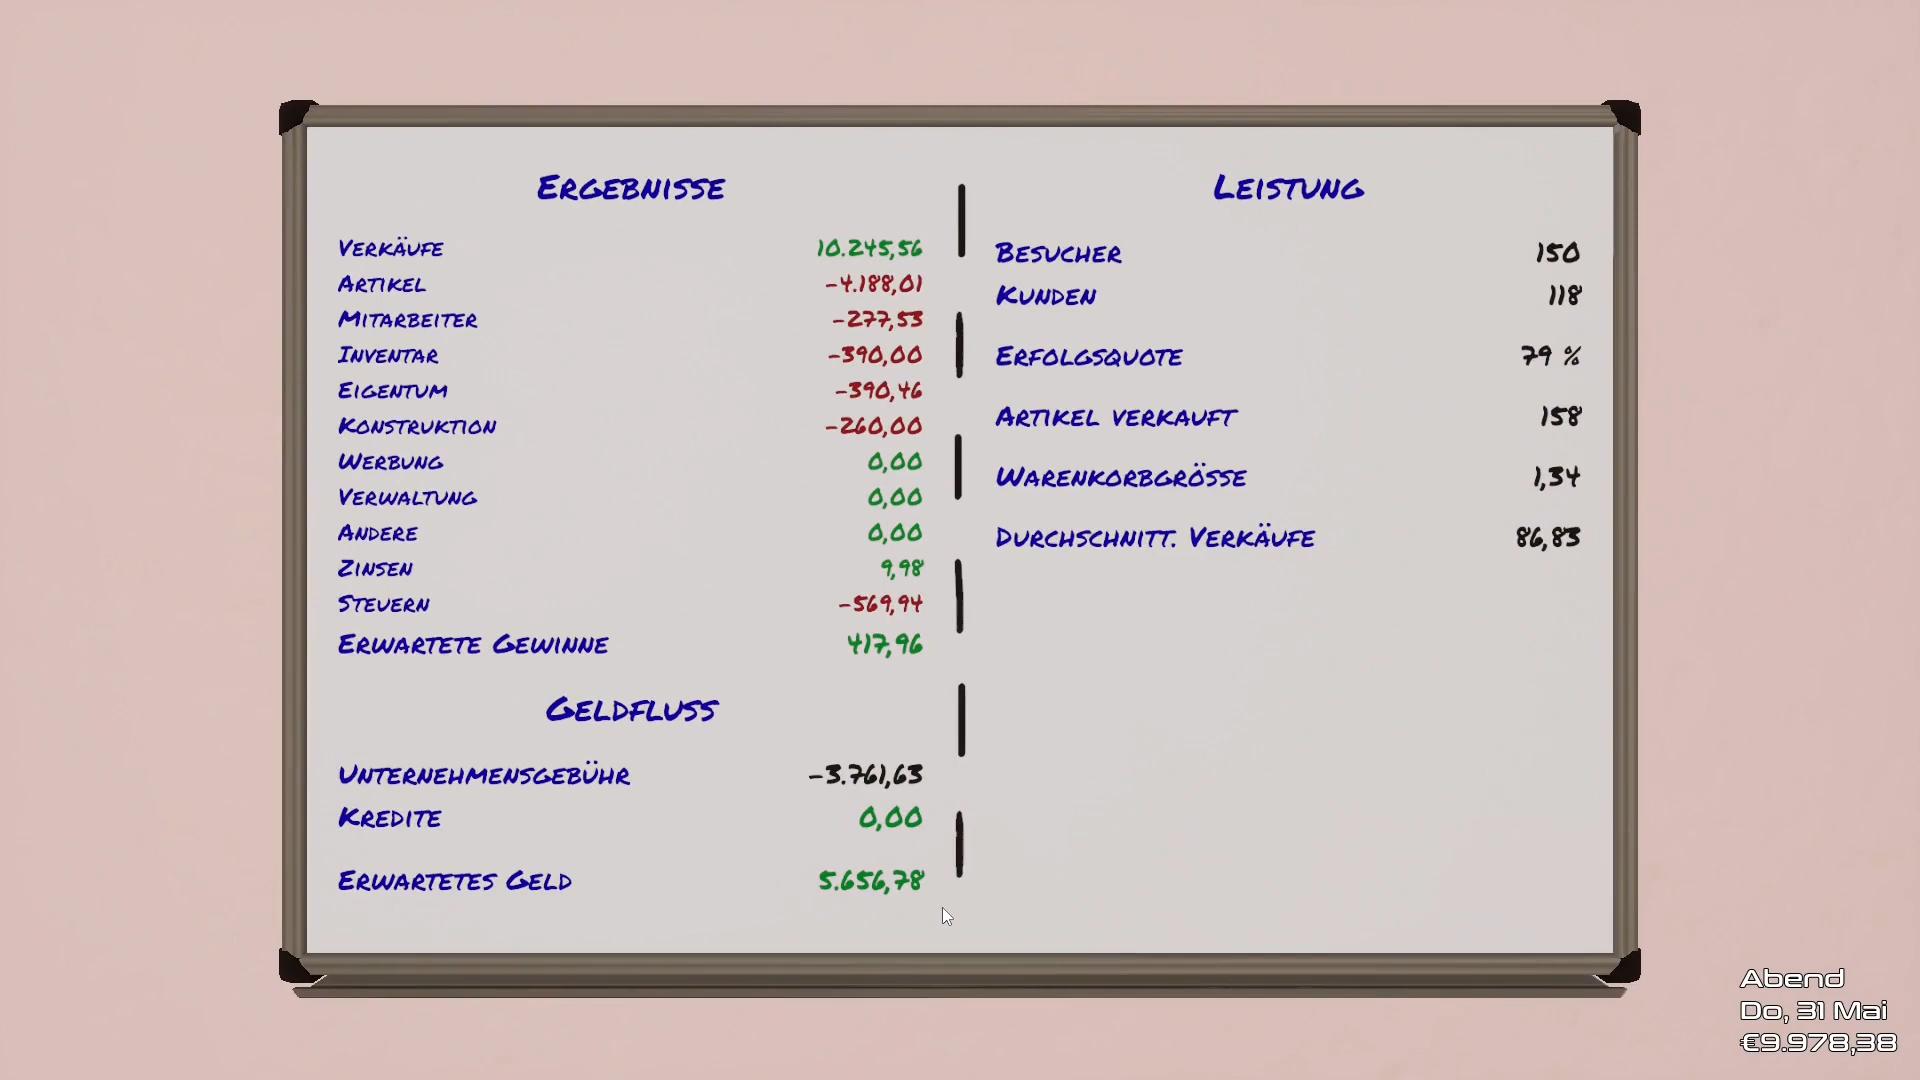 Ergebnisse
Verkäufe 10.245,56
Artikel -4.188,01
Mitarbeiter -277,53
Inventar -390,00
Eigentum -390,46
Konstruktion -260,00
Werbung 0,00
Verwaltung 0,00
Andere 0,00
Zinsen 9,98
Steuern -569,94
Erwartete Gewinne 417,96
Geldfluss
Unternehmensgebühr -3.761,63
Kredite 0,00
Erwartetes Geld 5.656,78
Leistung
Besucher 150
Kunden 118
Erfolgsquote 79 %
Artikel verkauft 158
Warenkorbgrösse 1,34
Durchschnitt. Verkäufe 86,83
Abend
Do, 31 Mai
€9.978,38